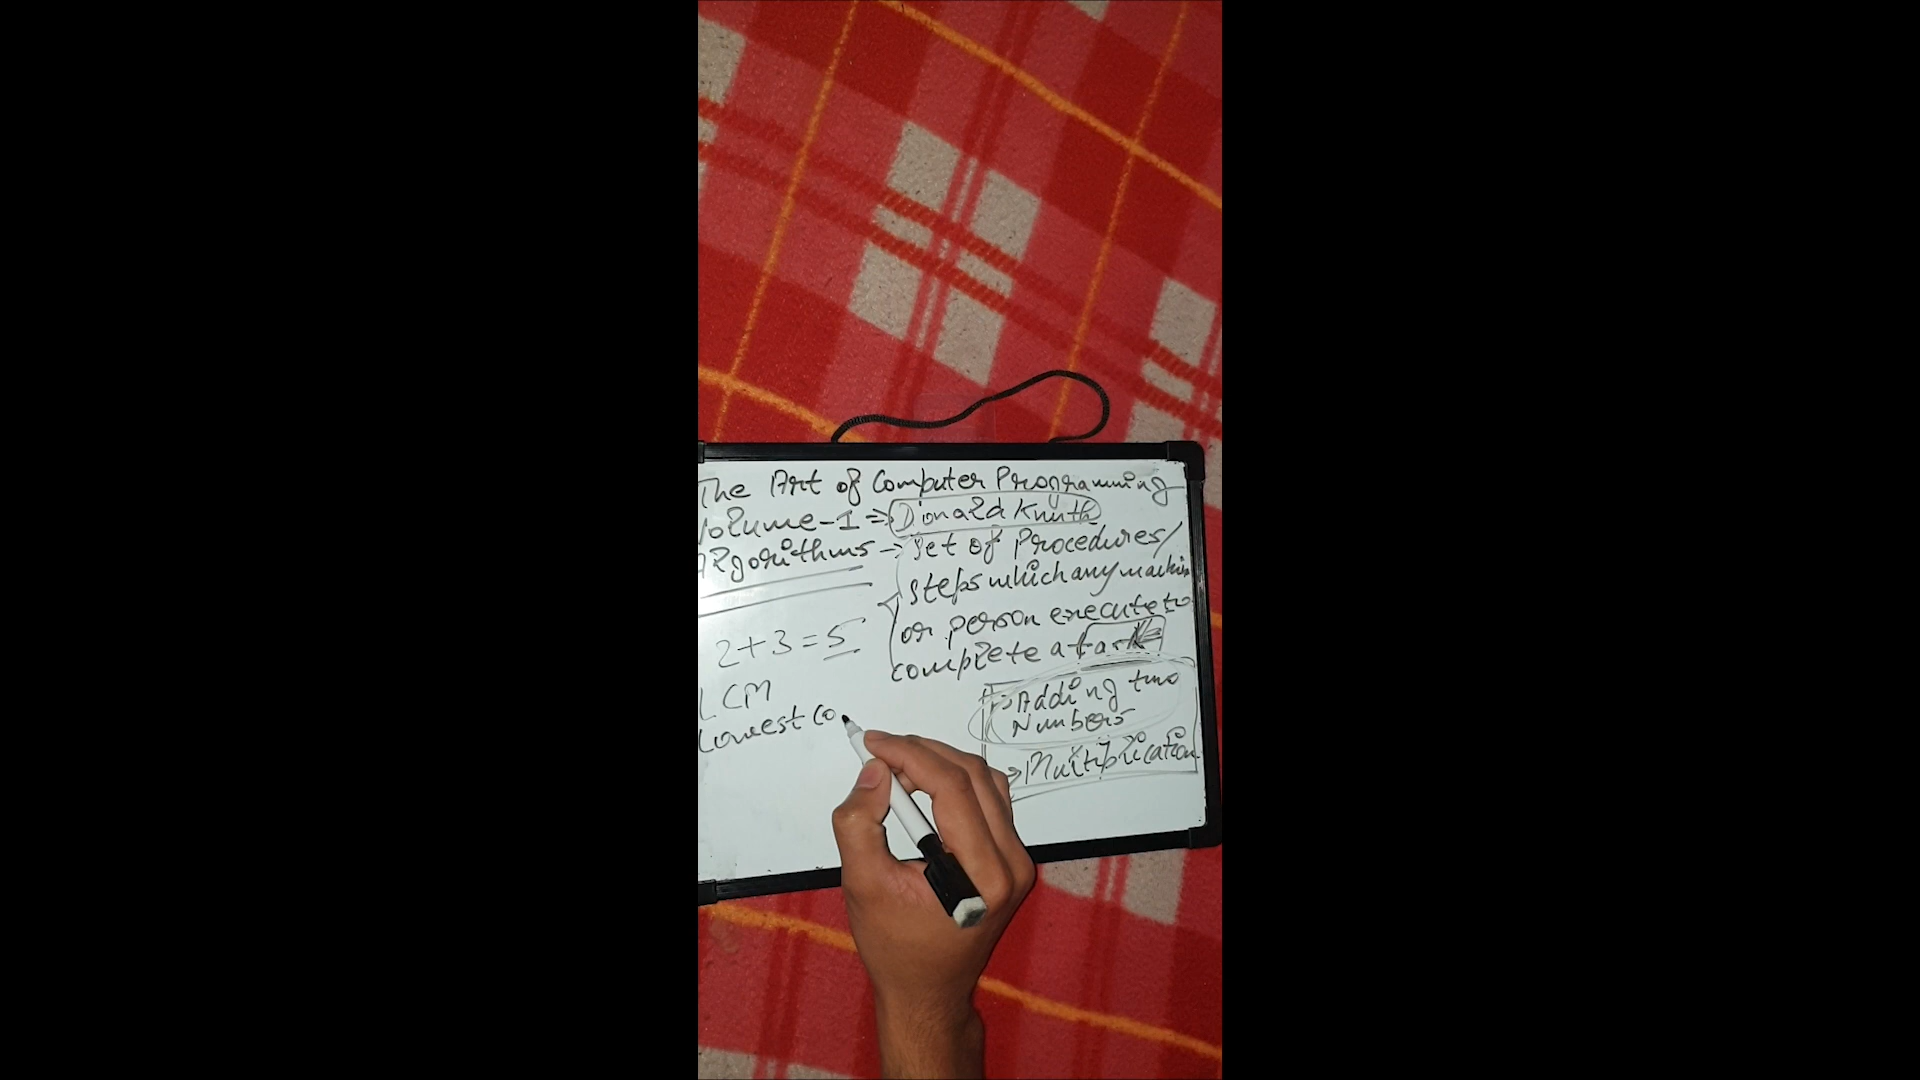 The Art of Computer Programming
Volume-1 => Donald Knuth
Algorithms -> Set of Procedures/
steps which any machin
or person execute to
complete a task
2+3=5
LCM
Lowest Co
-> Adding two
Numbers
-> Multiplication